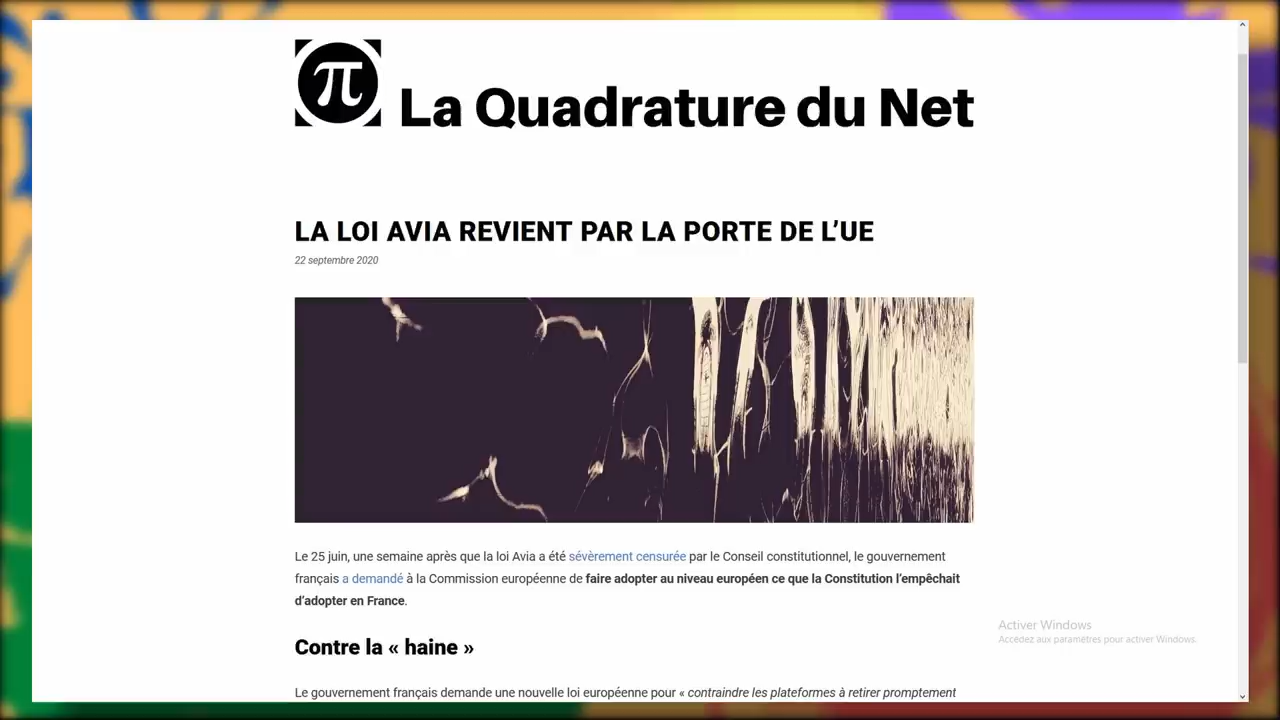 π La Quadrature du Net
LA LOI AVIA REVIENT PAR LA PORTE DE L’UE
22 septembre 2020
Le 25 juin, une semaine après que la loi Avia a été sévèrement censurée par le Conseil constitutionnel, le gouvernement
français a demandé à la Commission européenne de faire adopter au niveau européen ce que la Constitution l’empêchait
d’adopter en France.
Contre la « haine »
Le gouvernement français demande une nouvelle loi européenne pour « contraindre les plateformes à retirer promptement
Activer Windows
Accédez aux paramètres pour activer Windows.